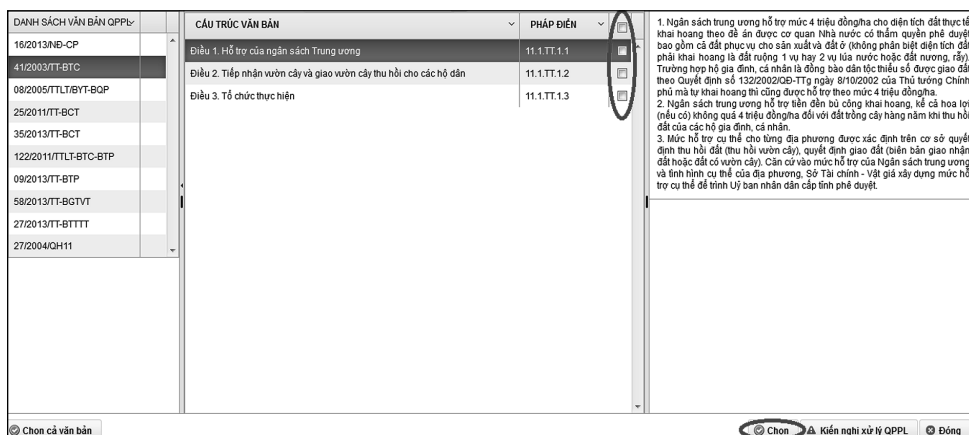 DANH SÁCH VĂN BẢN QPPL
16/2013/NĐ-CP
41/2003/TT-BTC
08/2005/TTLT/BYT-BQP
25/2011/TT-BCT
35/2013/TT-BCT
122/2011/TTLT-BTC-BTP
09/2013/TT-BTP
58/2013/TT-BGTVT
27/2013/TT-BTTTT
27/2004/QH11
CẤU TRÚC VĂN BẢN PHÁP ĐIỂN
Điều 1. Hỗ trợ của ngân sách Trung ương 11.1.TT.1.1
Điều 2. Tiếp nhận vườn cây và giao vườn cây thu hồi cho các hộ dân 11.1.TT.1.2
Điều 3. Tổ chức thực hiện 11.1.TT.1.3
1. Ngân sách trung ương hỗ trợ mức 4 triệu đồng/ha cho diện tích đất thực tế
khai hoang theo đề án được cơ quan Nhà nước có thẩm quyền phê duyệt
bao gồm cả đất phục vụ cho sản xuất và đất ở (không phân biệt diện tích đất
phải khai hoang là đất ruộng 1 vụ hay 2 vụ lúa nước hoặc đất nương, rẫy).
Trường hợp hộ gia đình, cá nhân là đồng bào dân tộc thiểu số được giao đất
theo Quyết định số 132/2002/QĐ-TTg ngày 8/10/2002 của Thủ tướng Chính
phủ mà tự khai hoang thì cũng được hỗ trợ theo mức 4 triệu đồng/ha.
2. Ngân sách trung ương hỗ trợ tiền đền bù công khai hoang, kể cả hoa lợi
(nếu có) không quá 4 triệu đồng/ha đối với đất trồng cây hàng năm khi thu hồi
đất của các hộ gia đình, cá nhân.
3. Mức hỗ trợ cụ thể cho từng địa phương được xác định trên cơ sở quyết
định thu hồi đất (thu hồi vườn cây), quyết định giao đất (biên bản giao nhận
đất hoặc đất có vườn cây). Căn cứ vào mức hỗ trợ của Ngân sách trung ương
và tình hình cụ thể của địa phương, Sở Tài chính - Vật giá xây dựng mức hỗ
trợ cụ thể để trình Uỷ ban nhân dân cấp tỉnh phê duyệt.
Chọn cả văn bản Chọn Kiến nghị xử lý QPPL Đóng